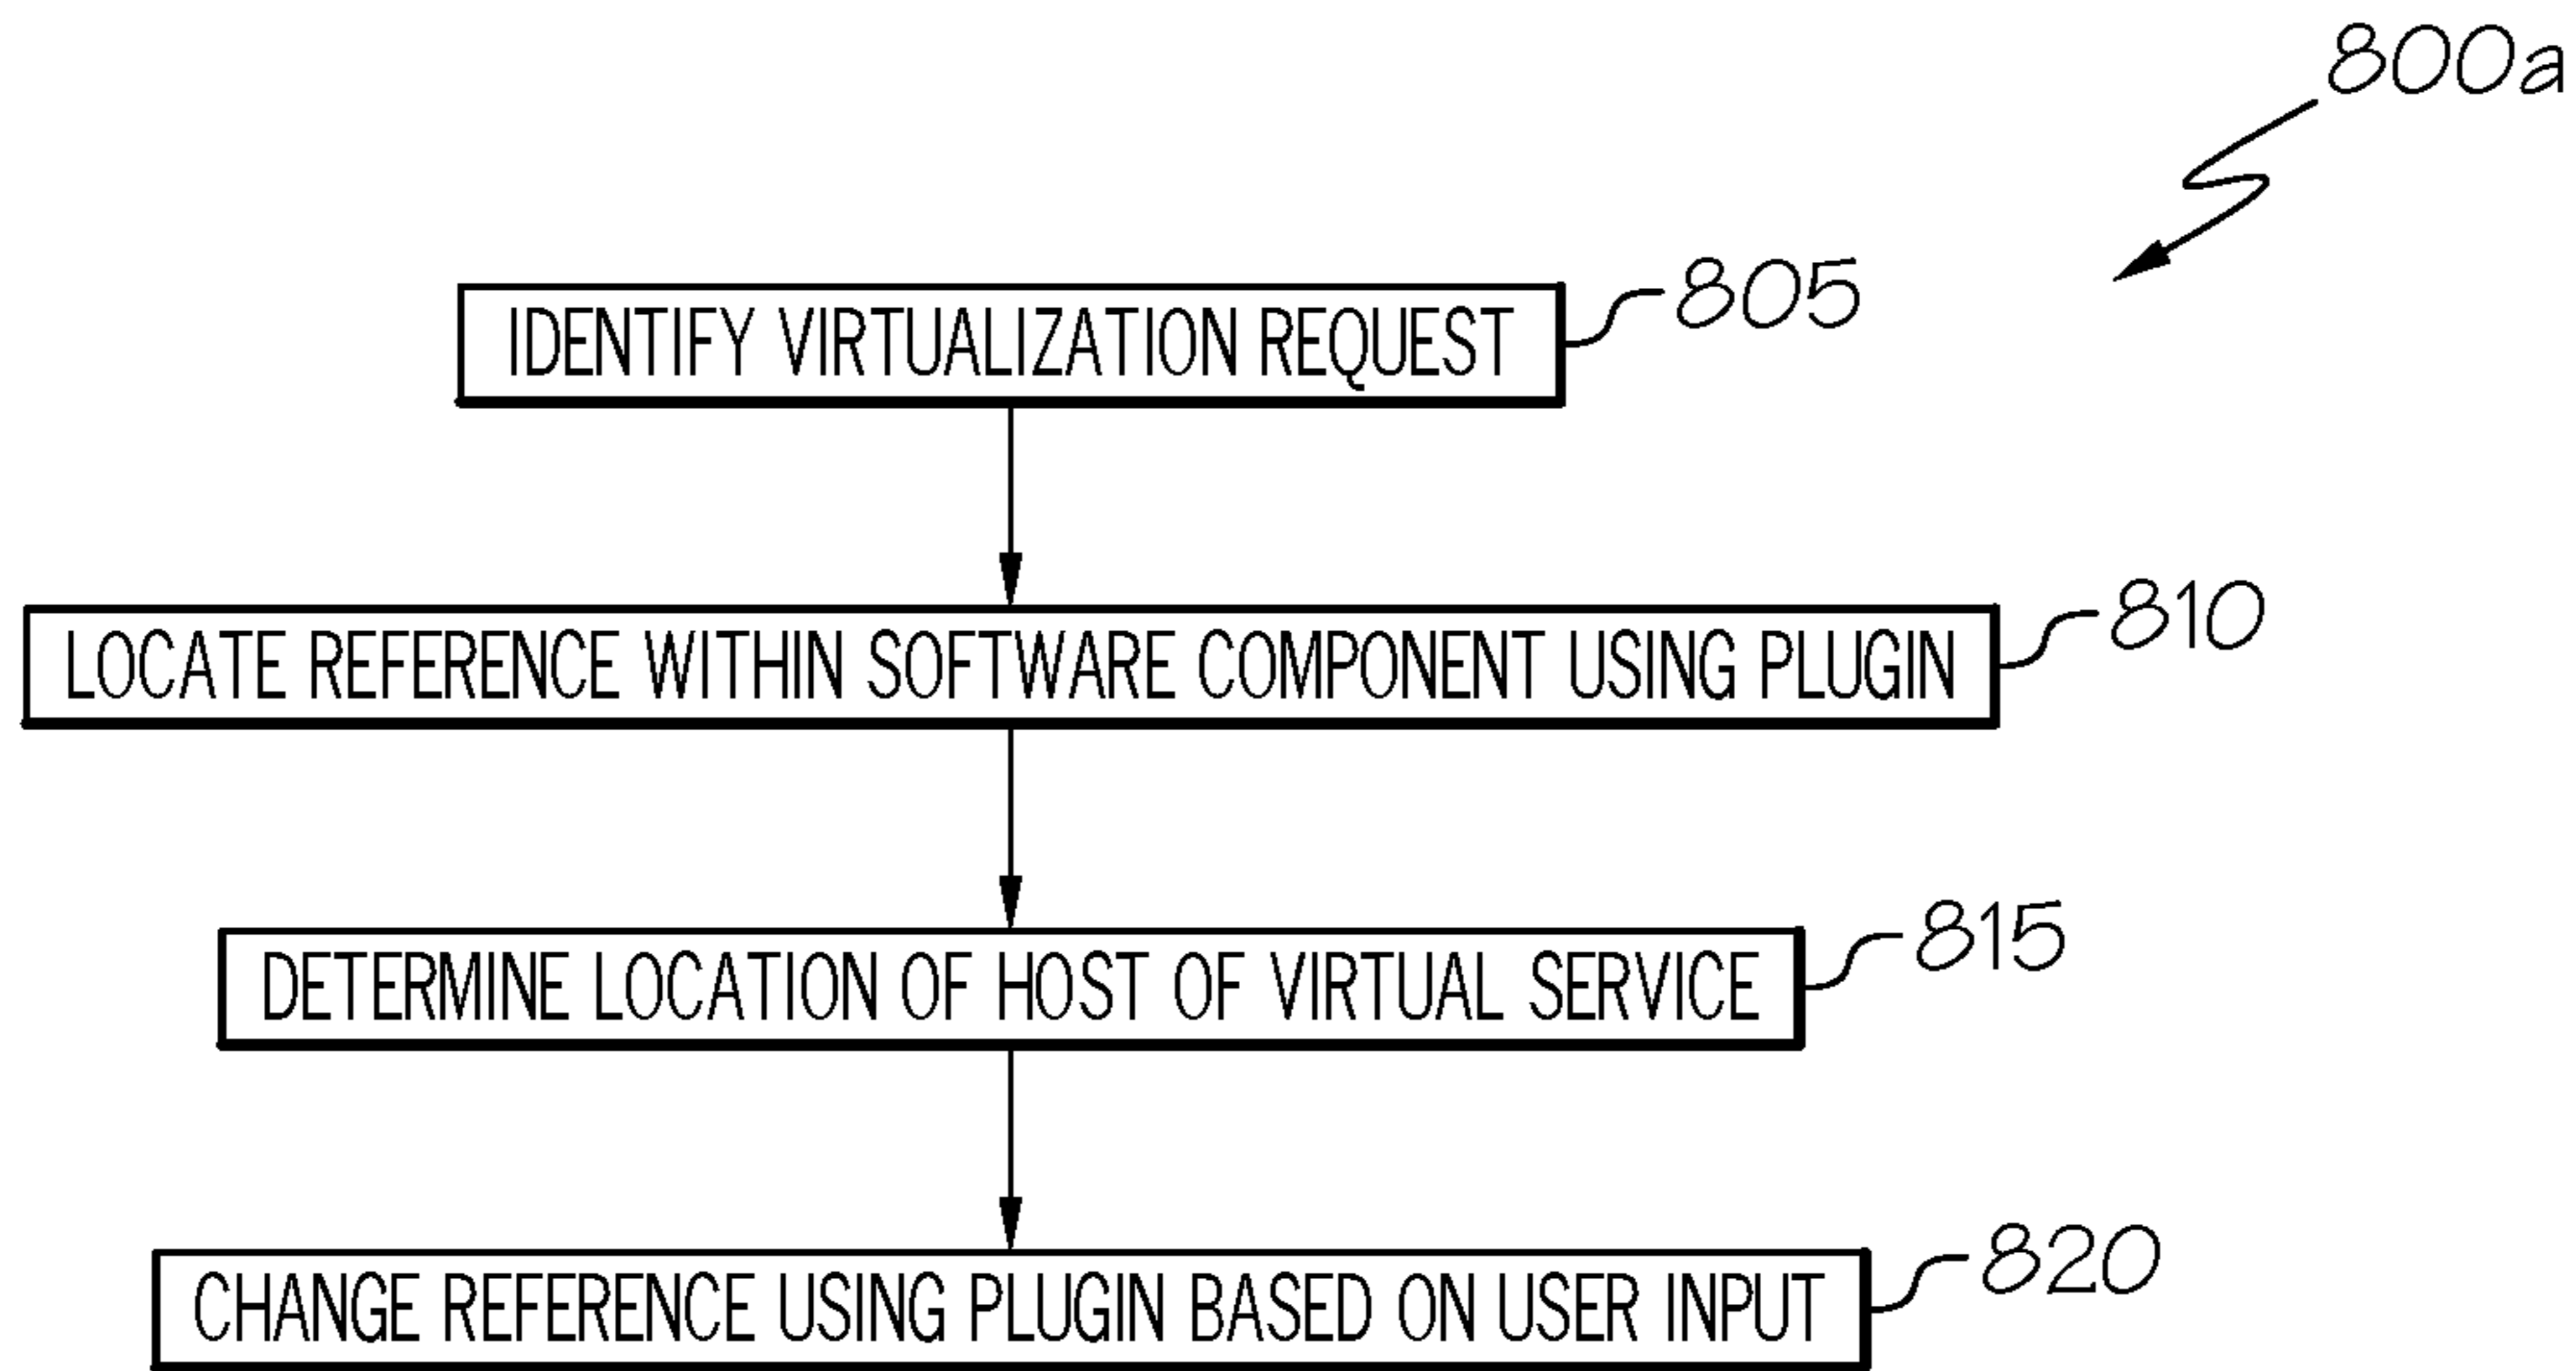 800a
IDENTIFY VIRTUALIZATION REQUEST
805
LOCATE REFERENCE WITHIN SOFTWARE COMPONENT USING PLUGIN
810
DETERMINE LOCATION OF HOST OF VIRTUAL SERVICE
815
CHANGE REFERENCE USING PLUGIN BASED ON USER INPUT
820